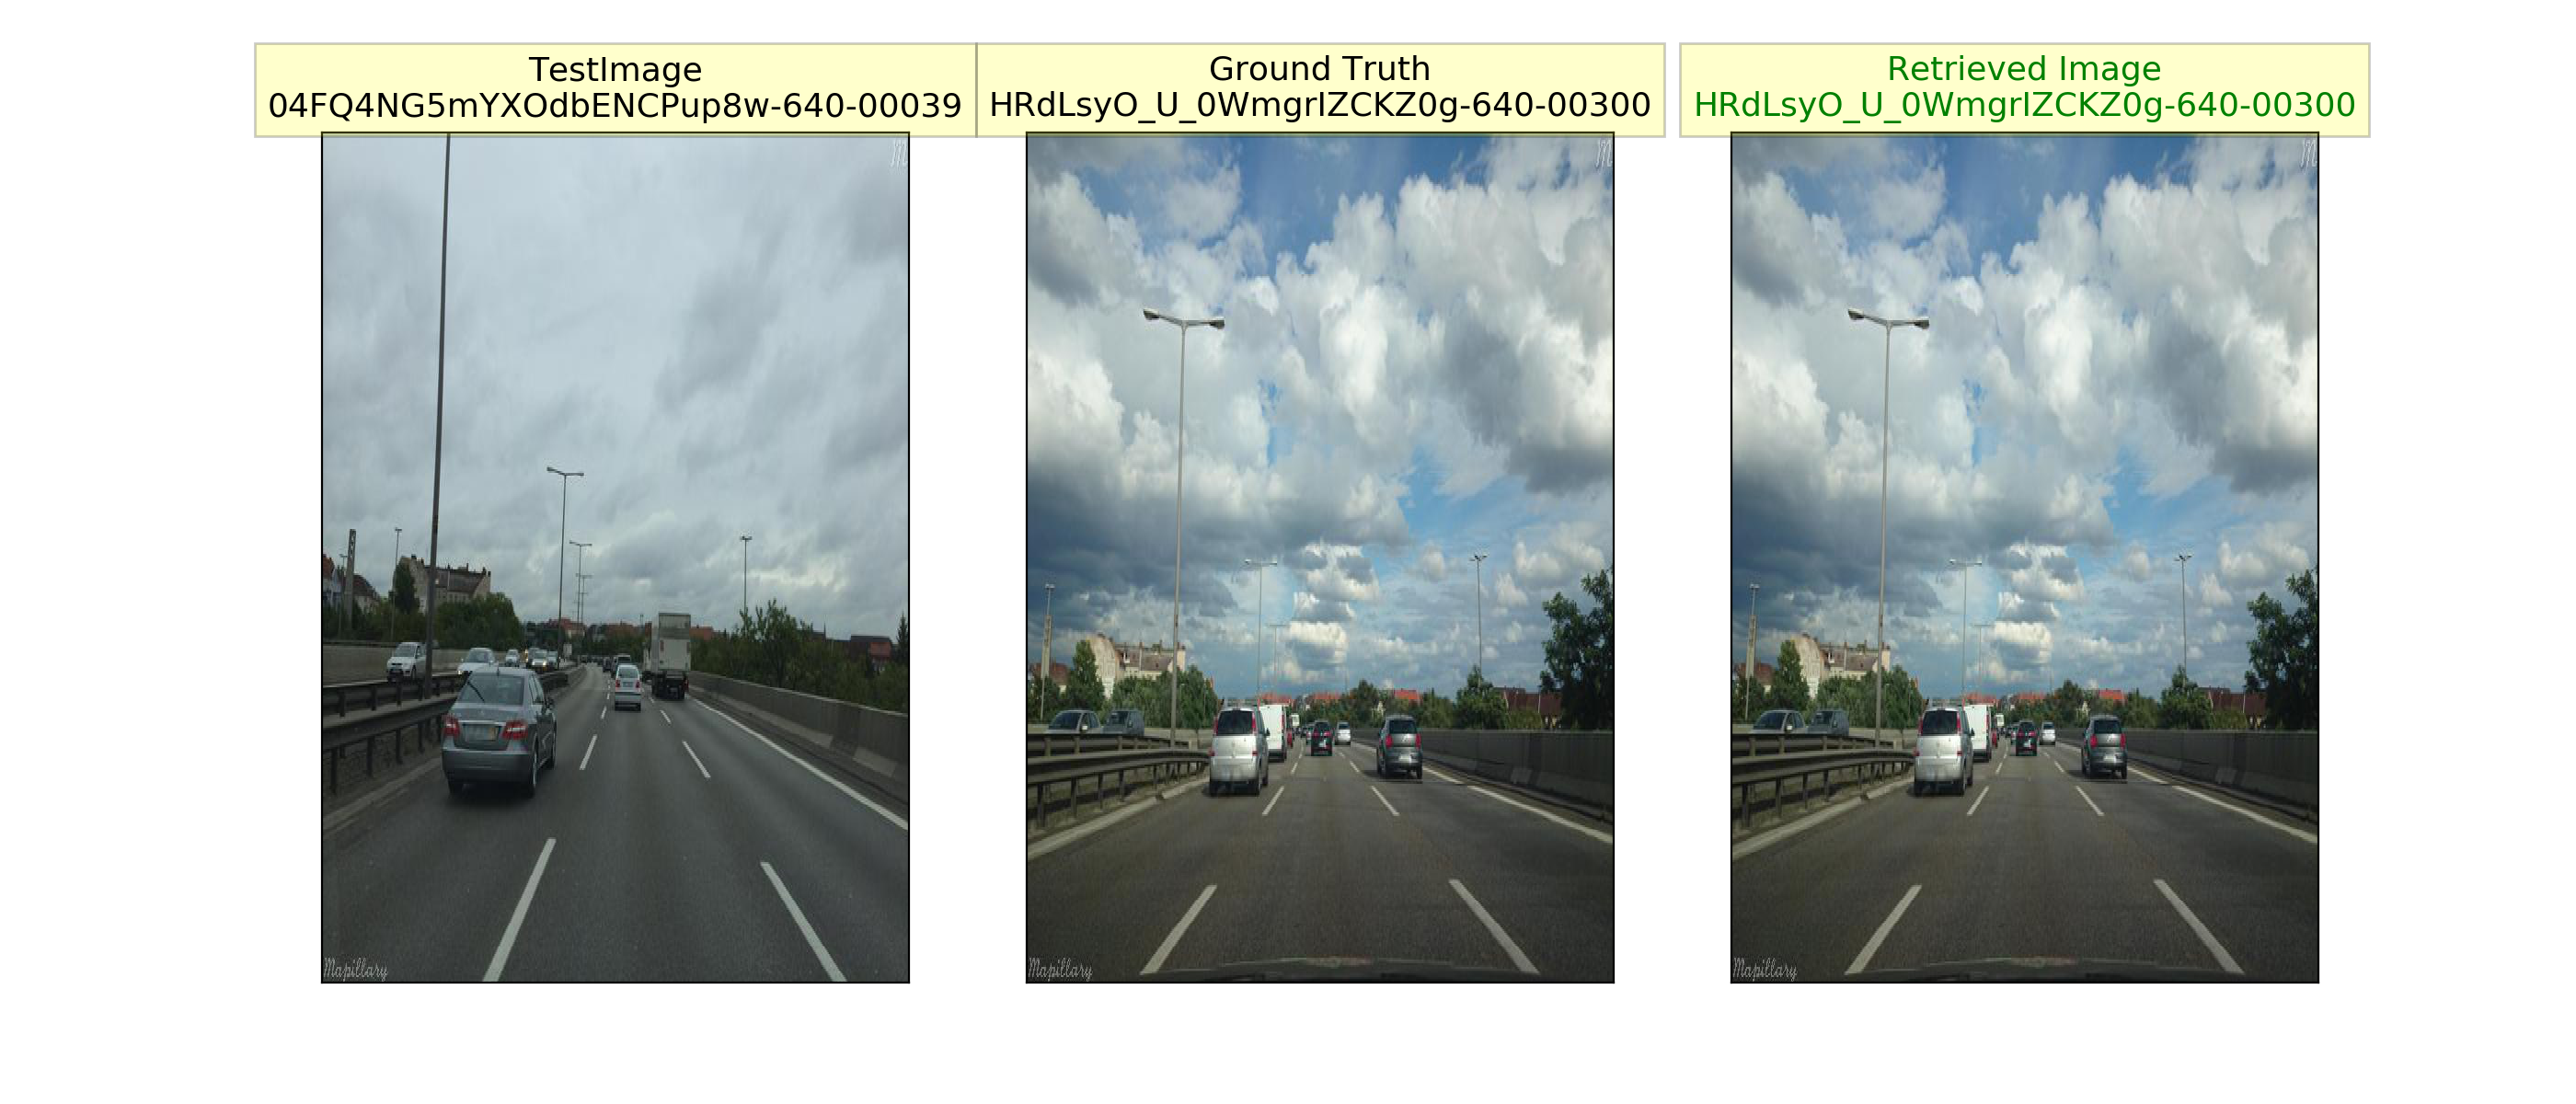 TestImage
04FQ4NG5mYXOdbENCPup8w-640-00039
Ground Truth
HRdLsyO_U_0WmgrIZCKZ0g-640-00300
Retrieved Image
HRdLsyO_U_0WmgrIZCKZ0g-640-00300
M
M
M
Mapillary
Mapillary
Mapillary